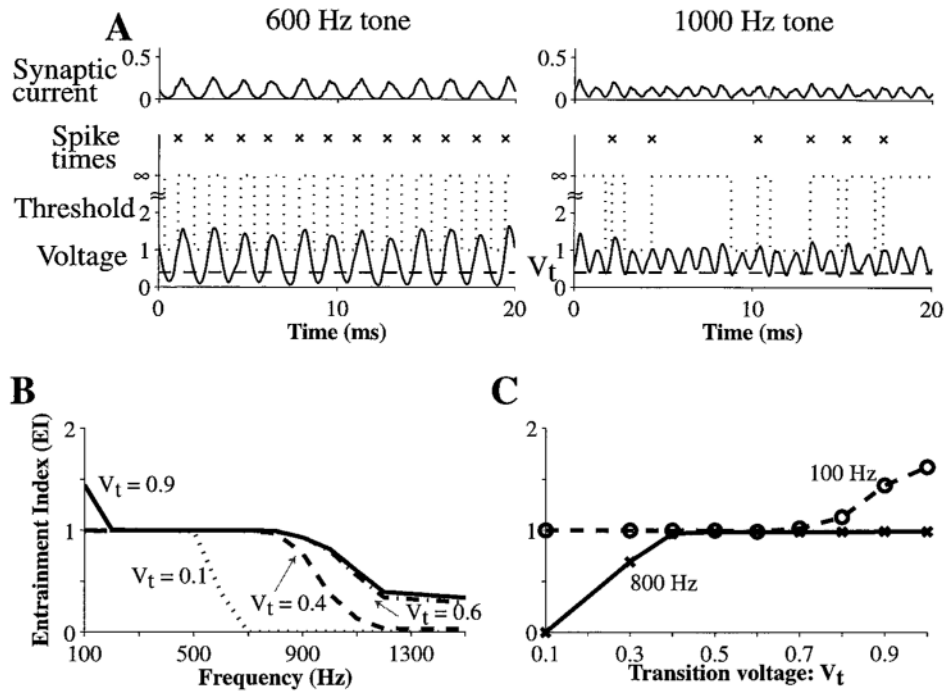 A
600 Hz tone
1000 Hz tone
Synaptic current
0.5
0
0.5
0
Spike times
∞
∞
Threshold
2
2
Voltage
1
1
V_t
0
0
0 10 20
0 10 20
Time (ms)
Time (ms)
B
C
Entrainment Index (EI)
2
1
0
V_t = 0.9
V_t = 0.1
V_t = 0.4
V_t = 0.6
100 500 900 1300
Frequency (Hz)
2
1
0
100 Hz
800 Hz
0.1 0.3 0.5 0.7 0.9
Transition voltage: V_t